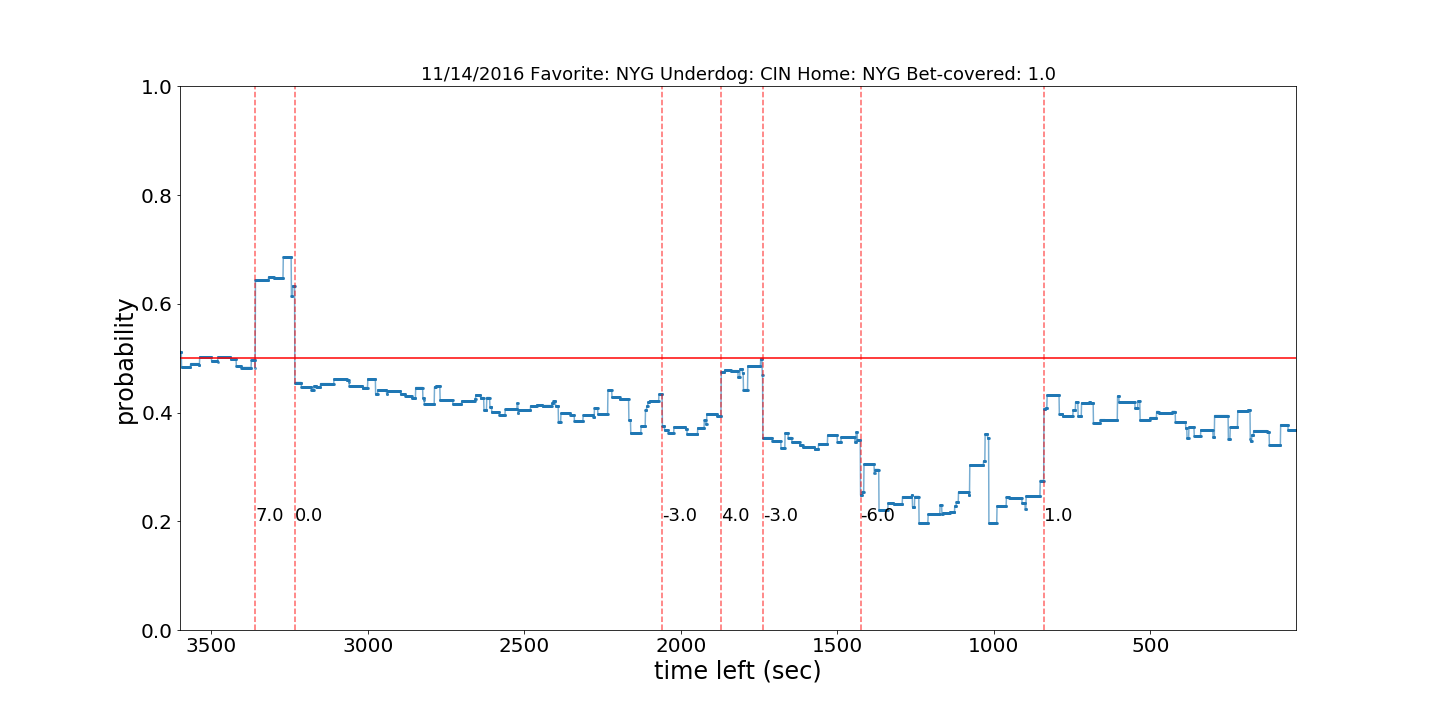 11/14/2016 Favorite: NYG Underdog: CIN Home: NYG Bet-covered: 1.0
1.0
0.8
0.6
0.4
0.2
0.0
probability
7.0 0.0 -3.0 4.0 -3.0 -6.0 1.0
3500 3000 2500 2000 1500 1000 500
time left (sec)